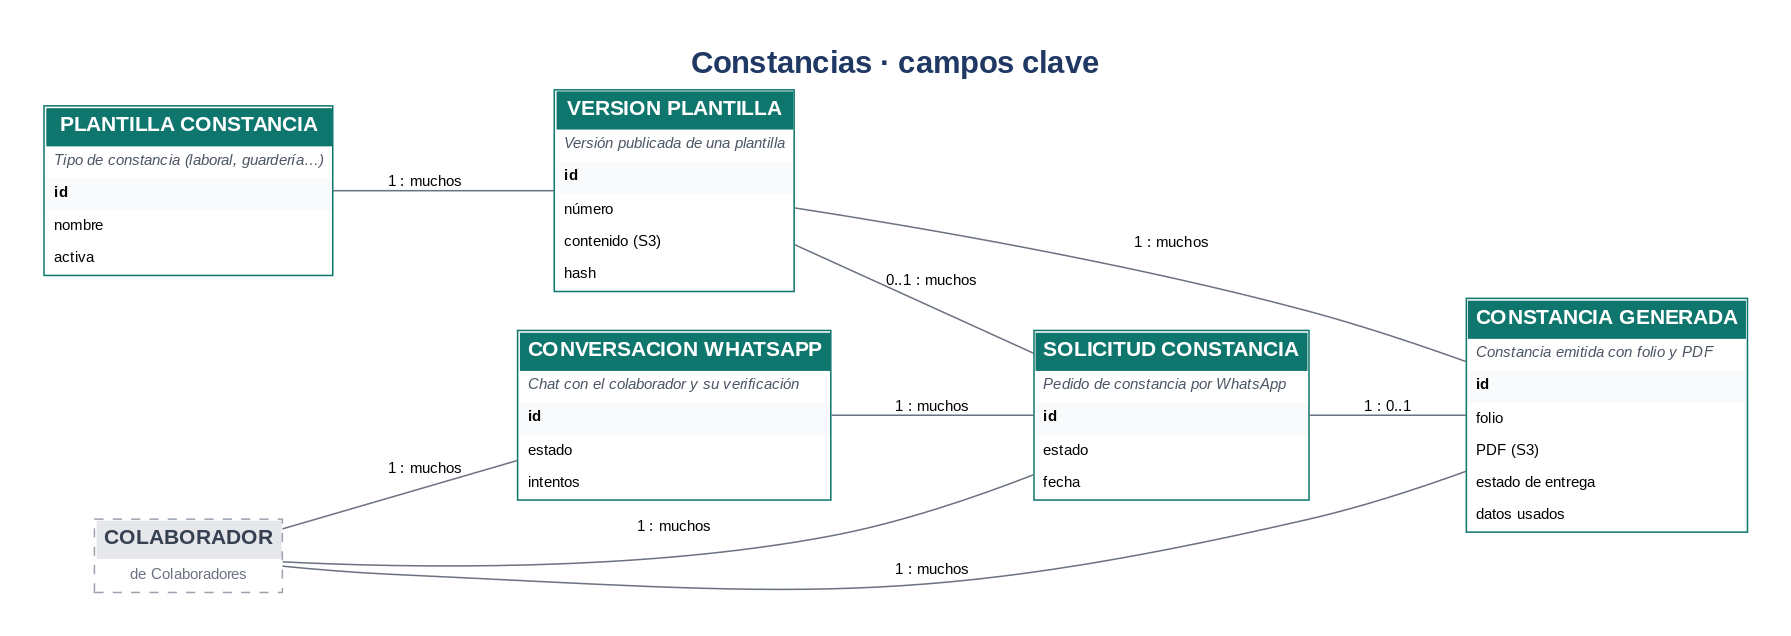 Constancias · campos clave
PLANTILLA CONSTANCIA
Tipo de constancia (laboral, guardería…)
id
nombre
activa
1 : muchos
VERSION PLANTILLA
Versión publicada de una plantilla
id
número
contenido (S3)
hash
1 : muchos
0..1 : muchos
CONVERSACION WHATSAPP
Chat con el colaborador y su verificación
id
estado
intentos
1 : muchos
SOLICITUD CONSTANCIA
Pedido de constancia por WhatsApp
id
estado
fecha
1 : 0..1
CONSTANCIA GENERADA
Constancia emitida con folio y PDF
id
folio
PDF (S3)
estado de entrega
datos usados
1 : muchos
COLABORADOR
de Colaboradores
1 : muchos
1 : muchos